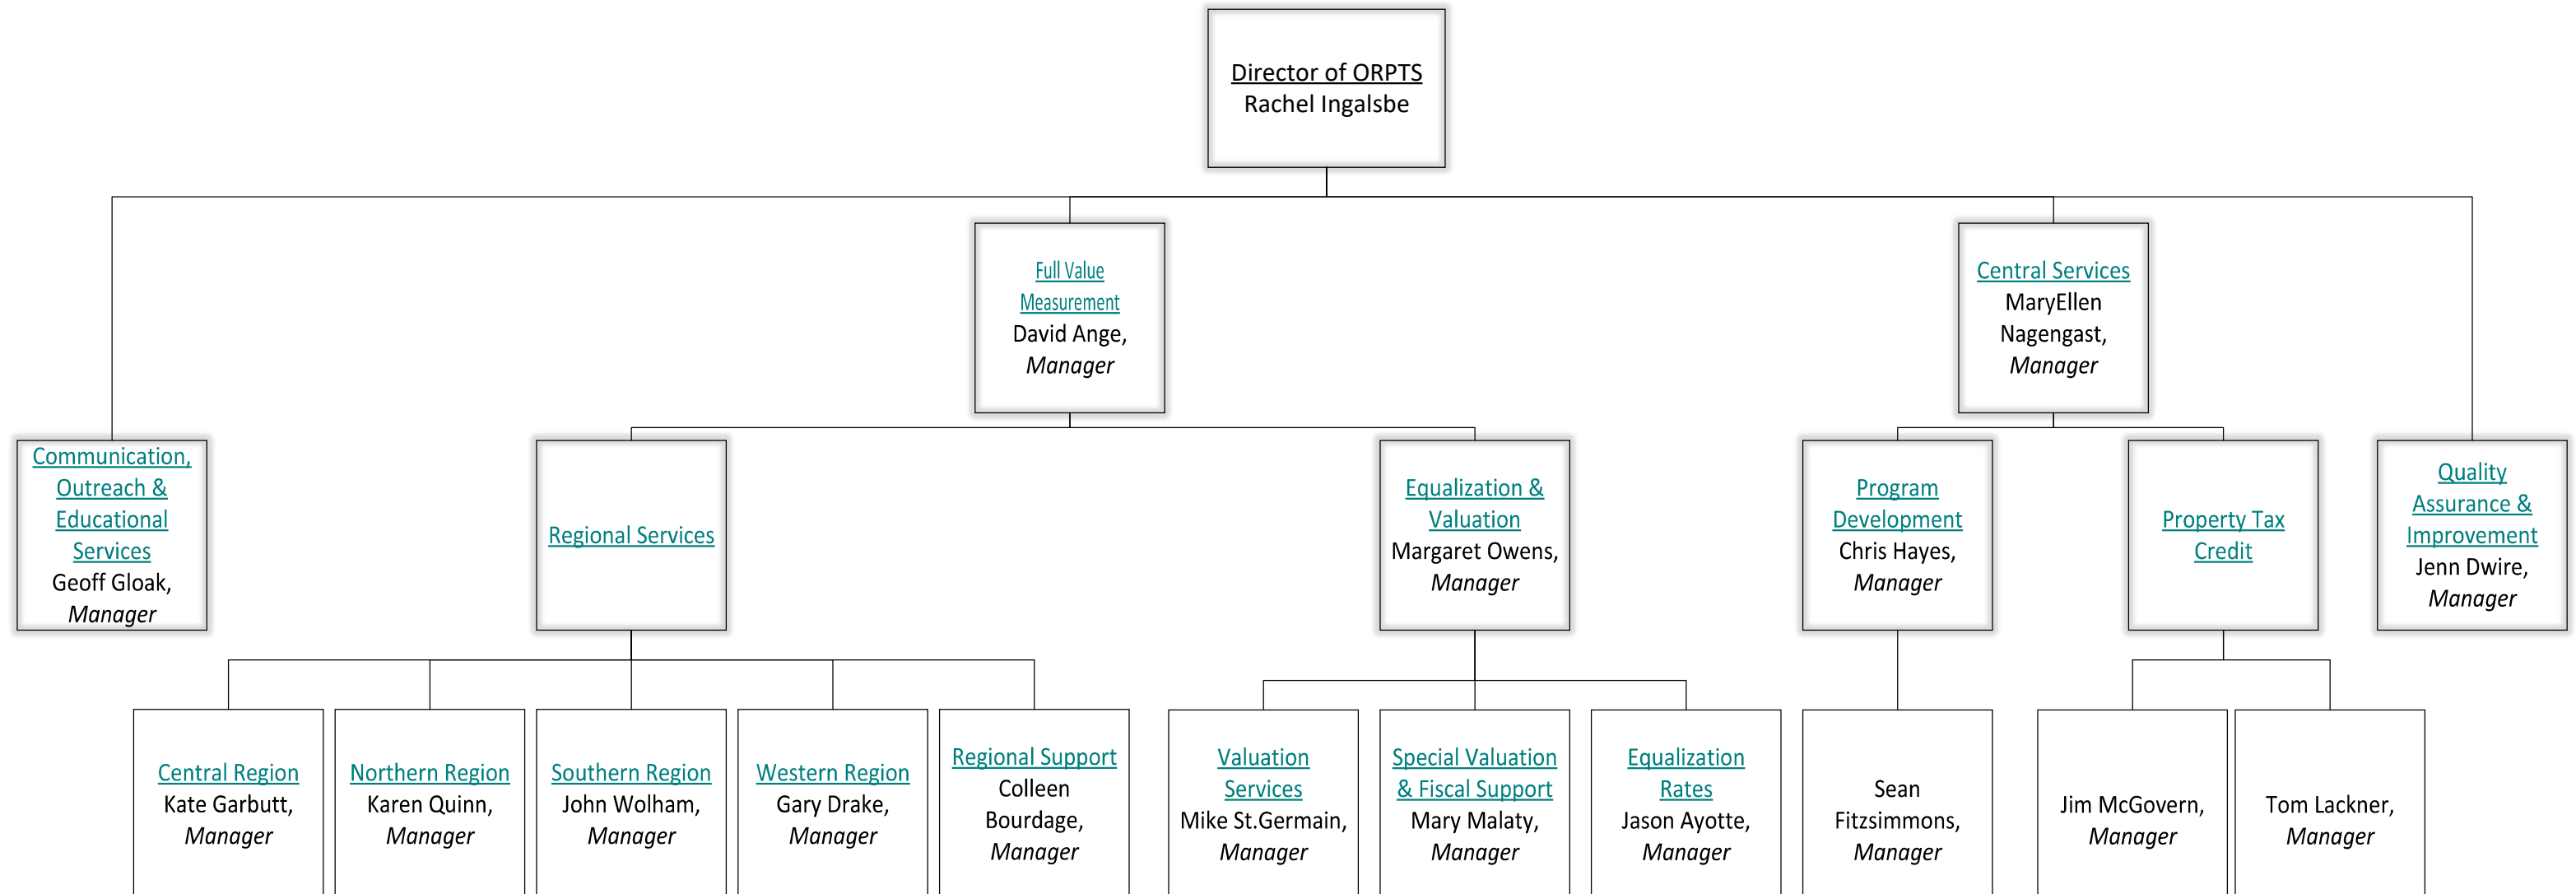 Director of ORPTS
Rachel Ingalsbe
Full Value
Measurement
David Ange,
Manager
Central Services
MaryEllen
Nagengast,
Manager
Communication,
Outreach &
Educational
Services
Geoff Gloak,
Manager
Regional Services
Equalization &
Valuation
Margaret Owens,
Manager
Program
Development
Chris Hayes,
Manager
Property Tax
Credit
Quality
Assurance &
Improvement
Jenn Dwire,
Manager
Central Region
Kate Garbutt,
Manager
Northern Region
Karen Quinn,
Manager
Southern Region
John Wolham,
Manager
Western Region
Gary Drake,
Manager
Regional Support
Colleen
Bourdage,
Manager
Valuation
Services
Mike St.Germain,
Manager
Special Valuation
& Fiscal Support
Mary Malaty,
Manager
Equalization
Rates
Jason Ayotte,
Manager
Sean
Fitzsimmons,
Manager
Jim McGovern,
Manager
Tom Lackner,
Manager